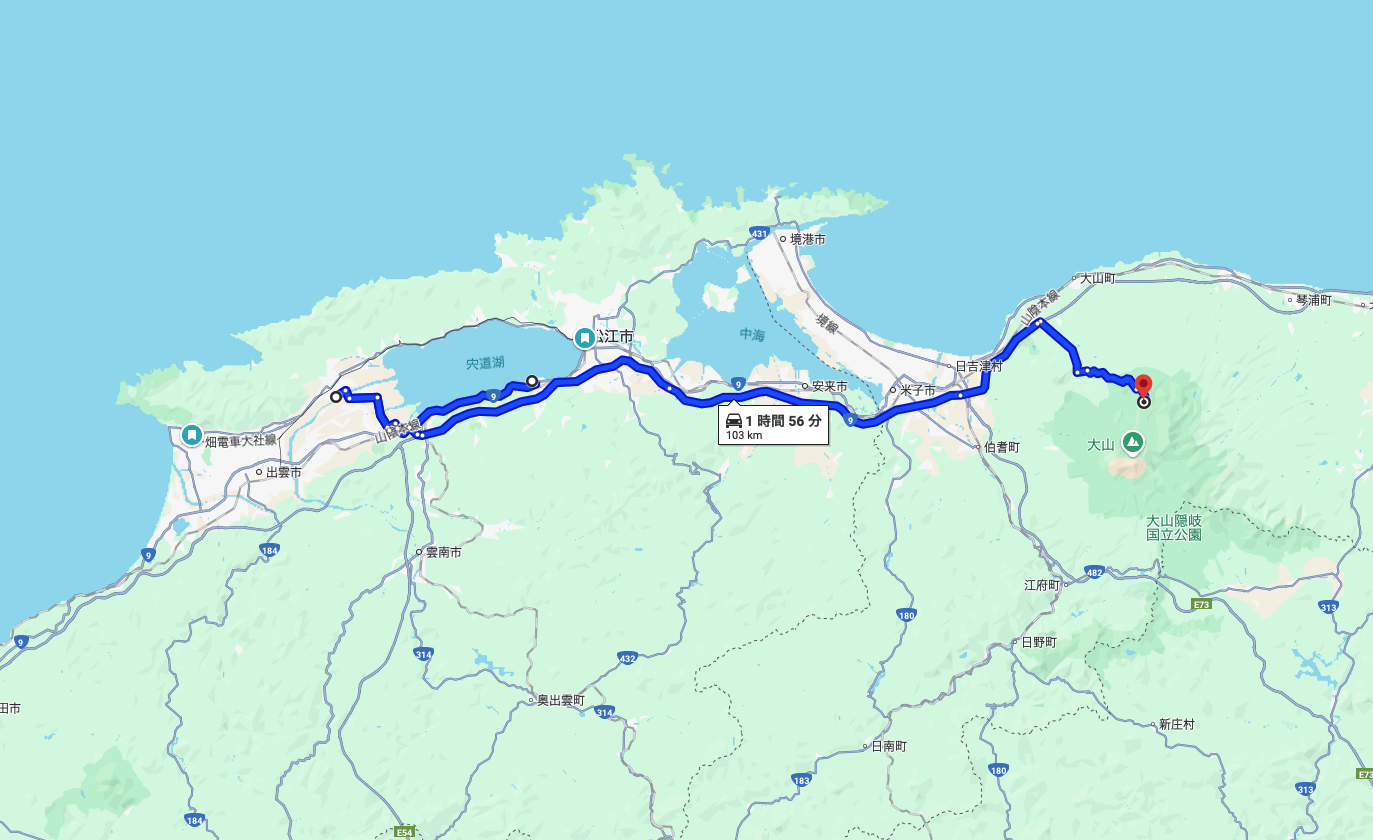 431
境港市
大山町
山陰本線
琴浦町
境線
中海
松江市
宍道湖
日吉津村
9
安来市
米子市
9
1 時間 56 分
103 km
9
山陰本線
畑電車大社線
伯耆町
大山
出雲市
大山隠岐
国立公園
9
184
雲南市
482
江府町
E73
313
180
9
日野町
314
432
奥出雲町
314
田市
新庄村
日南町
180
183
E73
313
184
E54